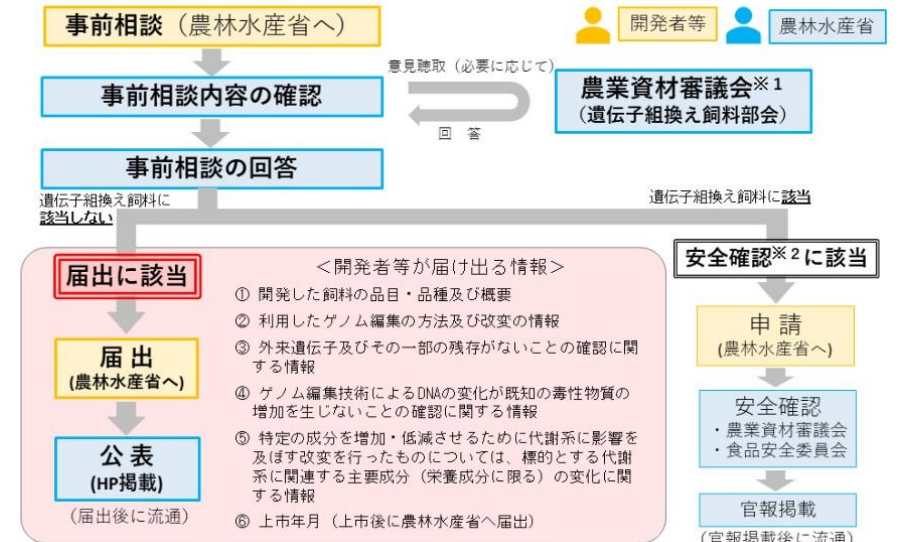 事前相談（農林水産省へ）
開発者等
農林水産省
事前相談内容の確認
意見聴取（必要に応じて）
回 答
農業資材審議会※1
（遺伝子組換え飼料部会）
事前相談の回答
遺伝子組換え飼料に
該当しない
遺伝子組換え飼料に該当
届出に該当
届 出
(農林水産省へ)
公 表
(HP掲載)
（届出後に流通）
＜開発者等が届け出る情報＞
① 開発した飼料の品目・品種及び概要
② 利用したゲノム編集の方法及び改変の情報
③ 外来遺伝子及びその一部の残存がないことの確認に関
する情報
④ ゲノム編集技術によるDNAの変化が既知の毒性物質の
増加を生じないことの確認に関する情報
⑤ 特定の成分を増加・低減させるために代謝系に影響を
及ぼす改変を行ったものについては、標的とする代謝
系に関連する主要成分（栄養成分に限る）の変化に関
する情報
⑥ 上市年月（上市後に農林水産省へ届出）
安全確認※2に該当
申 請
(農林水産省へ)
安全確認
・農業資材審議会
・食品安全委員会
官報掲載
（官報掲載後に流通）